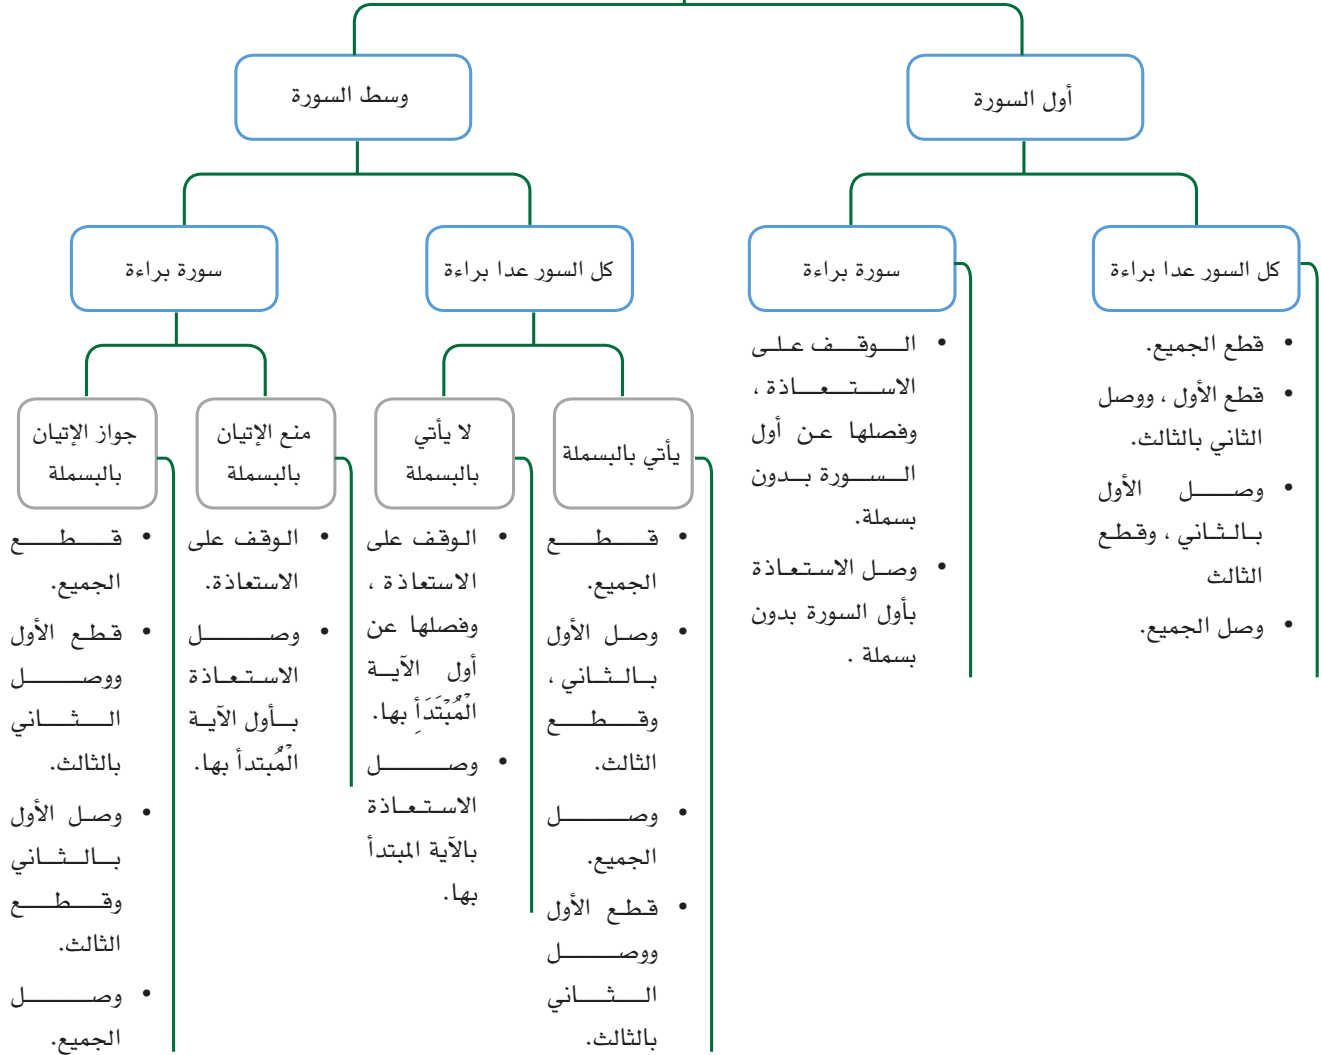 أول السورة
وسط السورة
كل السور عدا براءة
سورة براءة
كل السور عدا براءة
سورة براءة
• قطع الجميع.
• قطع الأول ، ووصل
الثاني بالثالث.
• وصل الأول
بالثاني ، وقطع
الثالث
• وصل الجميع.
• الوقف على
الاستعاذة ،
وفصلها عن أول
السورة بدون
بسملة.
• وصل الاستعاذة
بأول السورة بدون
بسملة .
يأتي بالبسملة
• قطع
الجميع.
• وصل الأول
بالثاني ،
وقطع
الثالث.
• وصل
الجميع.
• قطع الأول
ووصل
الثاني
بالثالث.
لا يأتي
بالبسملة
• الوقف على
الاستعاذة ،
وفصلها عن
أول الآية
الْمُبْتَدَأِ بها.
• وصل
الاستعاذة
بالآية المبتدأ
بها.
منع الإتيان
بالبسملة
• الوقف على
الاستعاذة.
• وصل
الاستعاذة
بأول الآية
الْمُبتدأ بها.
جواز الإتيان
بالبسملة
• قطع
الجميع.
• قطع الأول
ووصل
الثاني
بالثالث.
• وصل الأول
بالثاني
وقطع
الثالث.
• وصل
الجميع.